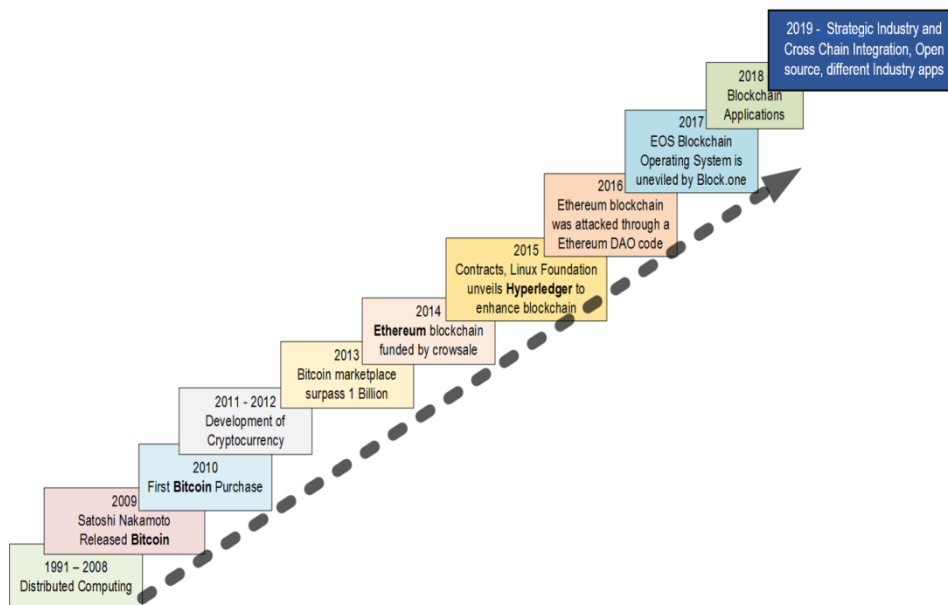 1991 – 2008
Distributed Computing
2009
Satoshi Nakamoto
Released Bitcoin
2010
First Bitcoin Purchase
2011 - 2012
Development of
Cryptocurrency
2013
Bitcoin marketplace
surpass 1 Billion
2014
Ethereum blockchain
funded by crowsale
2015
Contracts, Linux Foundation
unveils Hyperledger to
enhance blockchain
2016
Ethereum blockchain
was attacked through a
Ethereum DAO code
2017
EOS Blockchain
Operating System is
uneviled by Block.one
2018
Blockchain
Applications
2019 - Strategic Industry and
Cross Chain Integration, Open
source, different Industry apps